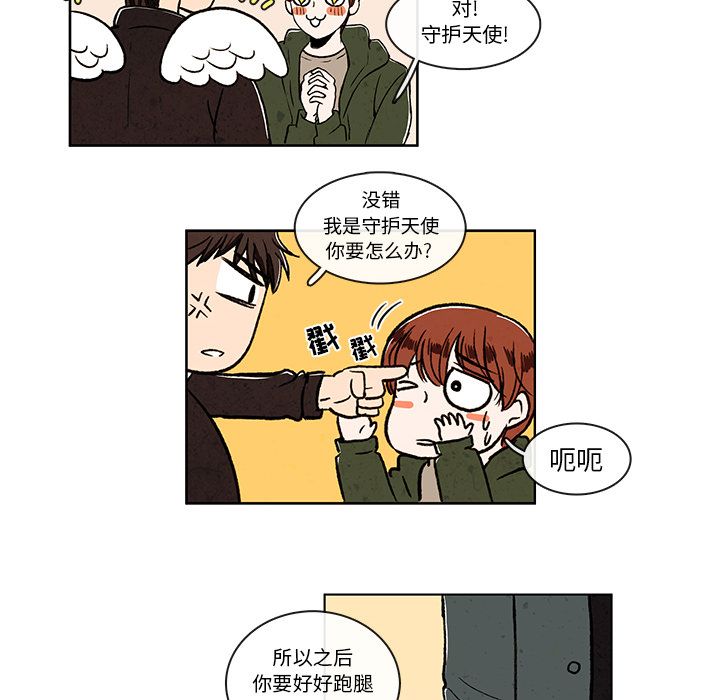 对!
守护天使!
没错
我是守护天使
你要怎么办?
戳
戳
呃呃
所以之后
你要好好跑腿